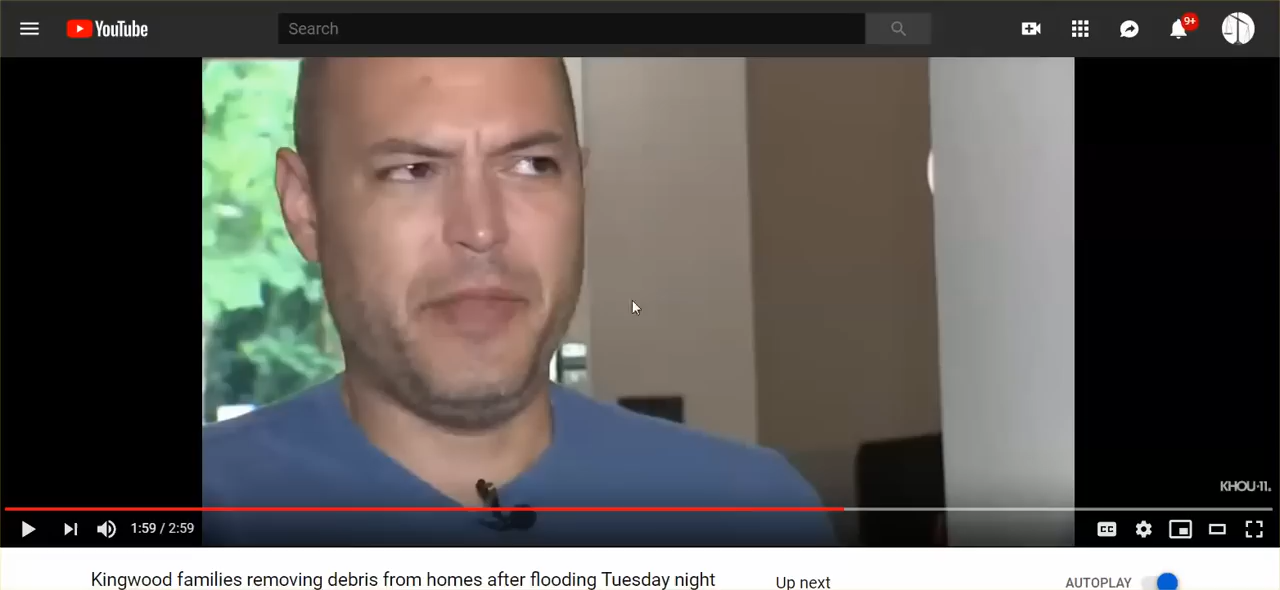 YouTube
Search
9+
KHOU·11.
1:59 / 2:59
CC
Kingwood families removing debris from homes after flooding Tuesday night
Up next
AUTOPLAY